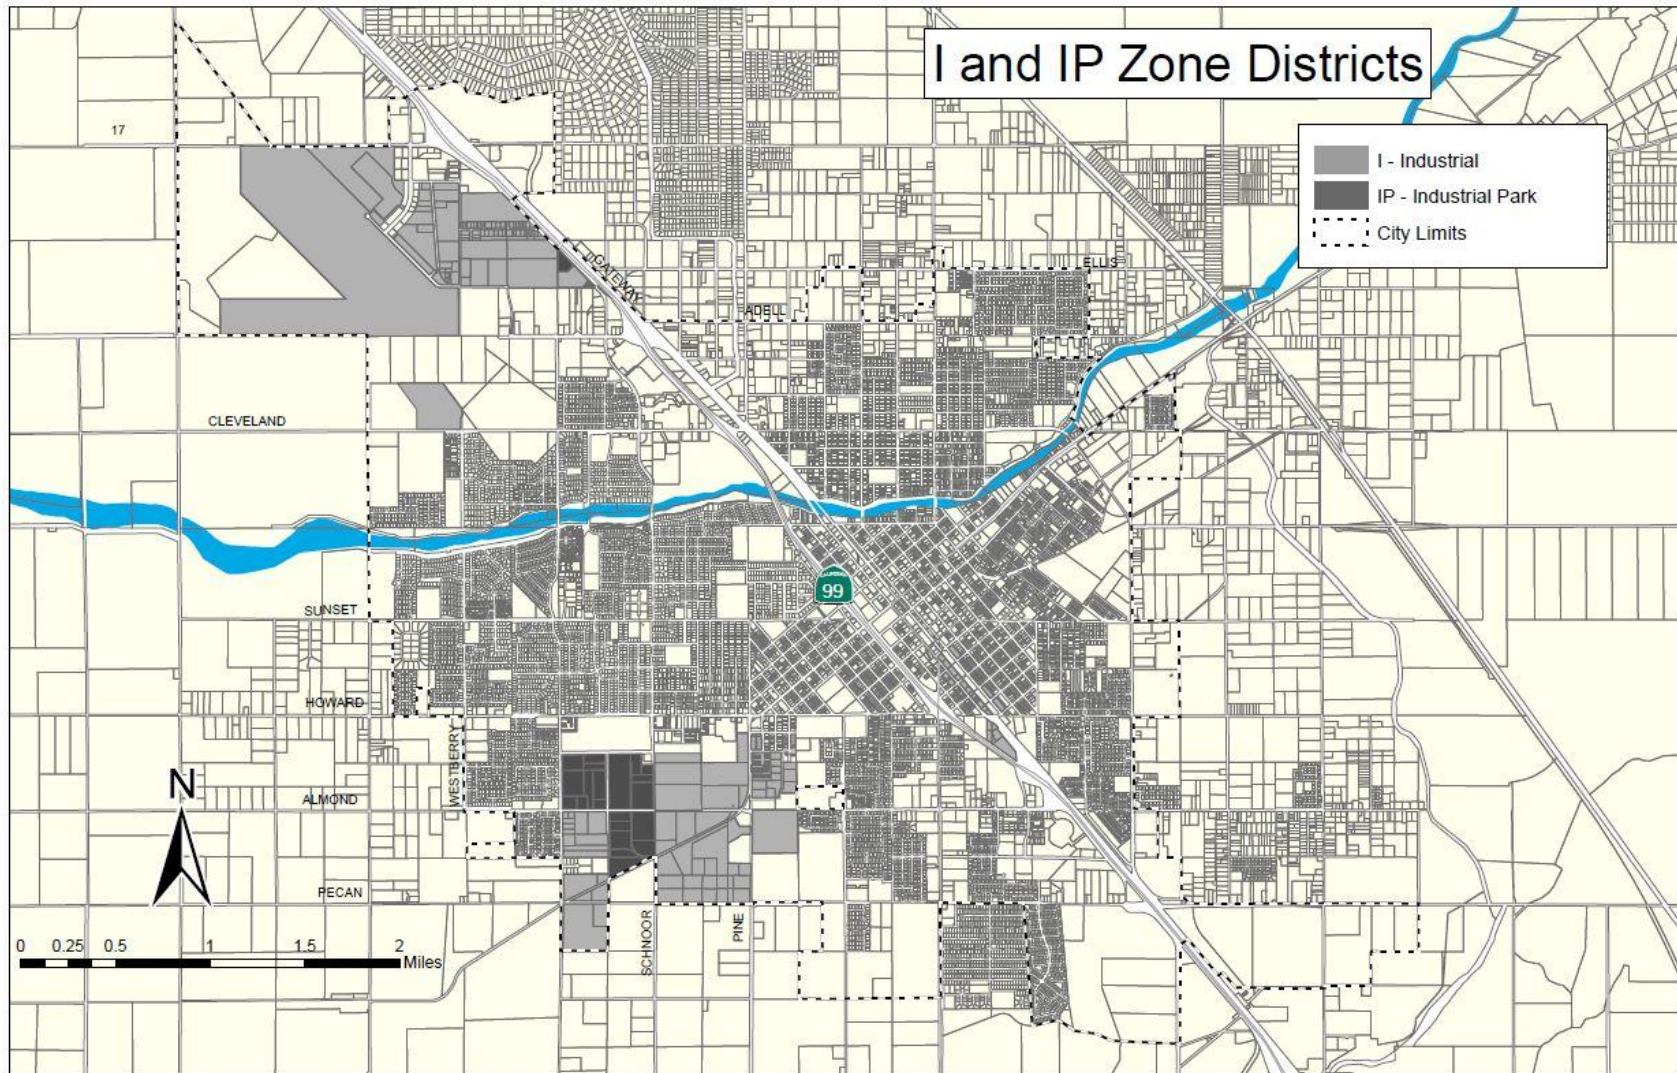 I and IP Zone Districts
17
I - Industrial
IP - Industrial Park
City Limits
GATEWAY
ELLIS
ADELL
CLEVELAND
99
SUNSET
HOWARD
WESTBERRY
N
ALMOND
PECAN
SCHNOOR
PINE
0 0.25 0.5 1 1.5 2
Miles